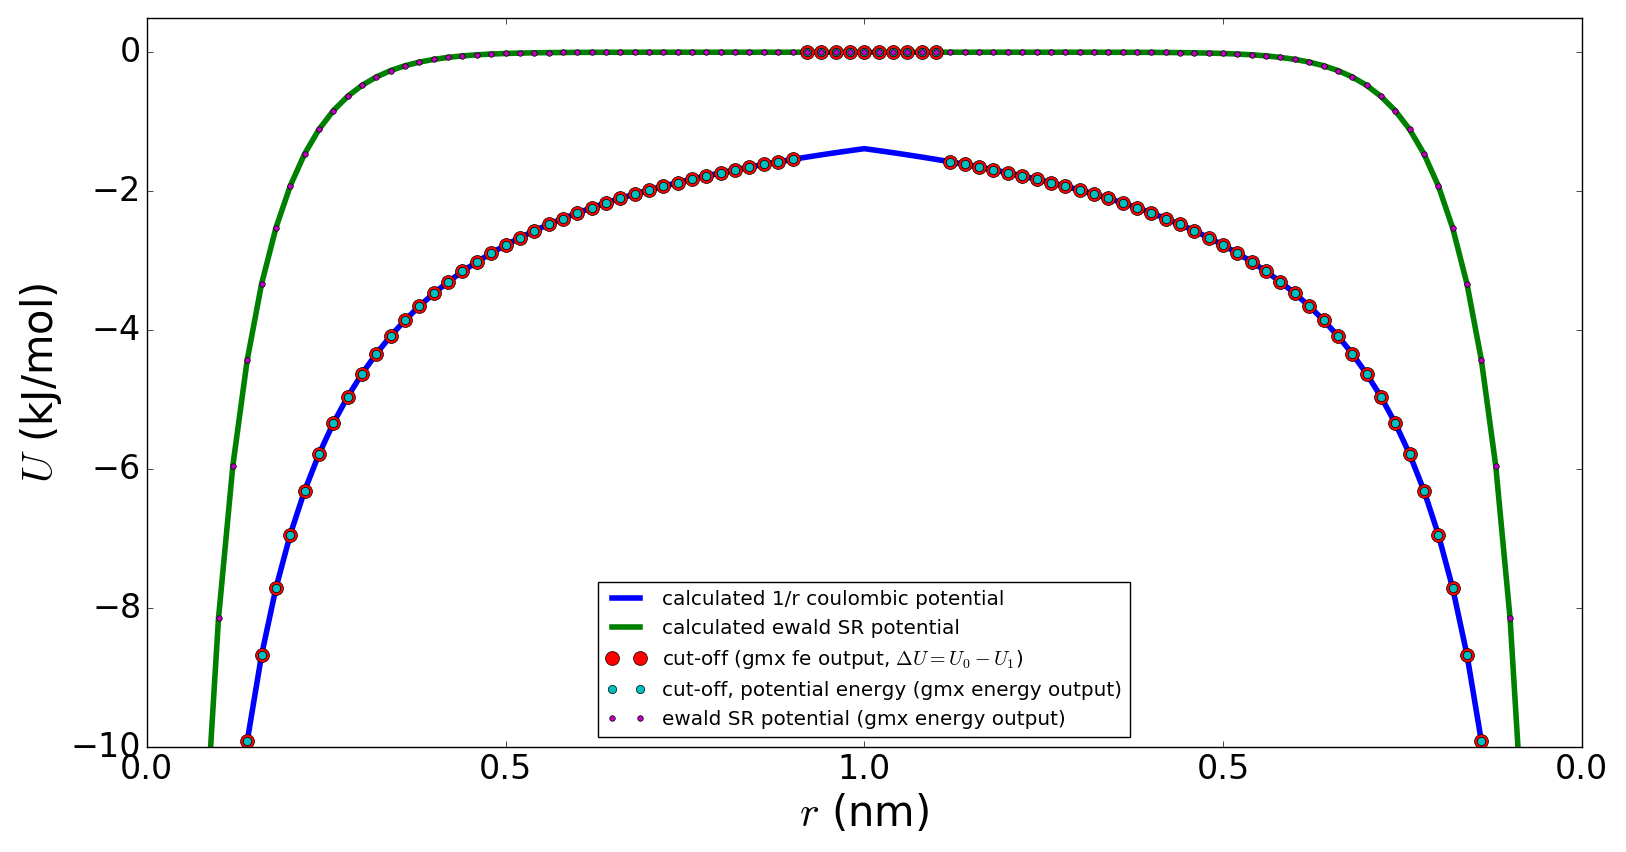 0
−2
−4
−6
−8
−10
U (kJ/mol)
calculated 1/r coulombic potential
calculated ewald SR potential
cut-off (gmx fe output, ΔU = U₀ − U₁)
cut-off, potential energy (gmx energy output)
ewald SR potential (gmx energy output)
0.0 0.5 1.0 0.5 0.0
r (nm)